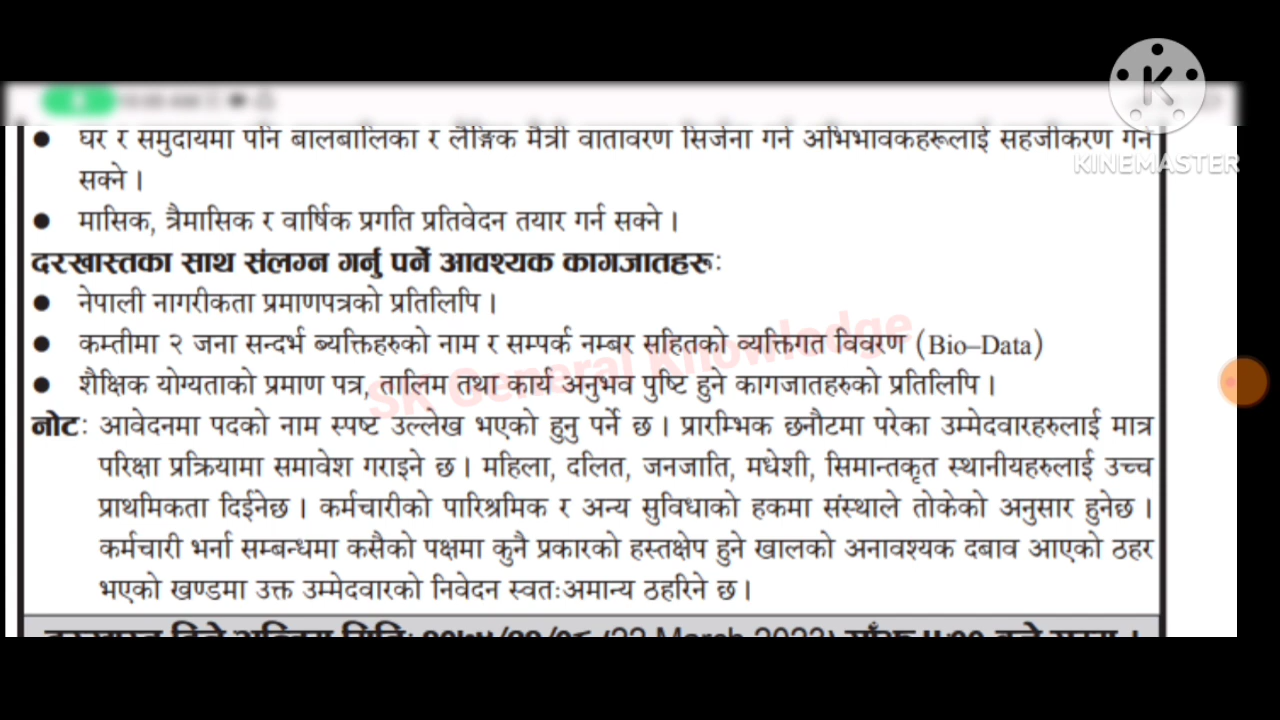 KINEMASTER
● घर र समुदायमा पनि बालबालिका र लैङ्गिक मैत्री वातावरण सिर्जना गर्न अभिभावकहरूलाई सहजीकरण गर्न
सक्ने ।
● मासिक, त्रैमासिक र वार्षिक प्रगति प्रतिवेदन तयार गर्न सक्ने ।
दरखास्तका साथ संलग्न गर्नु पर्ने आवश्यक कागजातहरू:
● नेपाली नागरीकता प्रमाणपत्रको प्रतिलिपि ।
● कम्तीमा २ जना सन्दर्भ ब्यक्तिहरुको नाम र सम्पर्क नम्बर सहितको व्यक्तिगत विवरण (Bio–Data)
● शैक्षिक योग्यताको प्रमाण पत्र, तालिम तथा कार्य अनुभव पुष्टि हुने कागजातहरुको प्रतिलिपि ।
SK General Knowledge
नोट: आवेदनमा पदको नाम स्पष्ट उल्लेख भएको हुनु पर्ने छ । प्रारम्भिक छनौटमा परेका उम्मेदवारहरुलाई मात्र
परिक्षा प्रक्रियामा समावेश गराइने छ । महिला, दलित, जनजाति, मधेशी, सिमान्तकृत स्थानीयहरुलाई उच्च
प्राथमिकता दिईनेछ । कर्मचारीको पारिश्रमिक र अन्य सुविधाको हकमा संस्थाले तोकेको अनुसार हुनेछ ।
कर्मचारी भर्ना सम्बन्धमा कसैको पक्षमा कुनै प्रकारको हस्तक्षेप हुने खालको अनावश्यक दबाव आएको ठहर
भएको खण्डमा उक्त उम्मेदवारको निवेदन स्वतःअमान्य ठहरिने छ ।